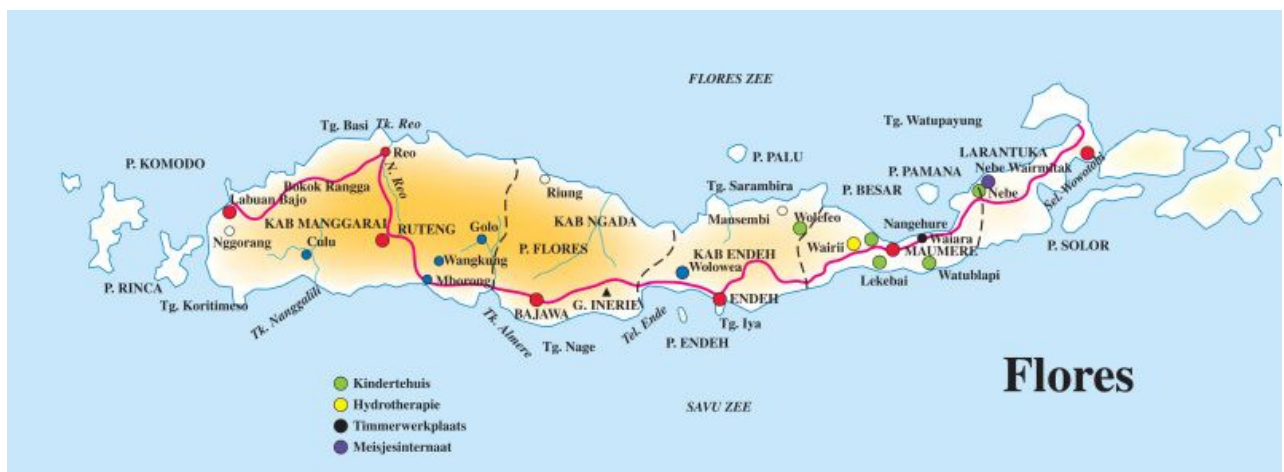 FLORES ZEE
Tg. Watupayung
Tg. Basi
Tk. Reo
P. KOMODO
Reo
N. Reo
P. PALU
LARANTUKA
Nebe Wairmitak
P. PAMANA
Bokok Rangga
Labuan Bajo
Riung
Tg. Sarambira
P. BESAR
Nebe
Sel. Wowotobi
Mausembi
Wolefeo
Nangehure
KAB MANGGARAI
RUTENG
Golo
KAB NGADA
Nggorang
Culu
P. FLORES
KAB ENDEH
Wairii
Waiara
MAUMERE
P. SOLOR
Wangkung
Wolowea
Lekebai
Watublapi
Mborong
P. RINCA
Tg. Koritimeso
Tk. Nanggalili
Tk. Almere
BAJAWA
G. INERIE
Tel. Ende
ENDEH
Tg. Iya
Tg. Nage
P. ENDEH
Flores
Kindertehuis
Hydrotherapie
Timmerwerkplaats
Meisjesinternaat
SAVU ZEE